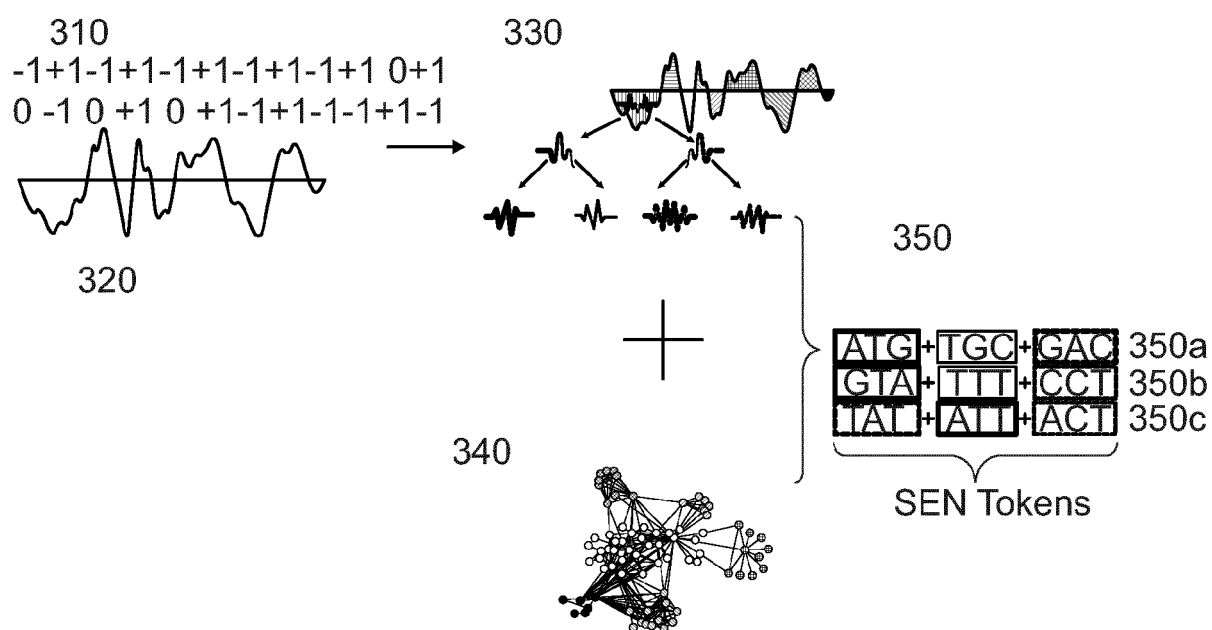 310
-1+1-1+1-1+1-1+1-1+1 0+1
0 -1 0 +1 0 +1-1+1-1-1+1-1
320
330
340
350
ATG+TGC+GAC 350a
GTA+TTT+CCT 350b
TAT+ATT+ACT 350c
SEN Tokens